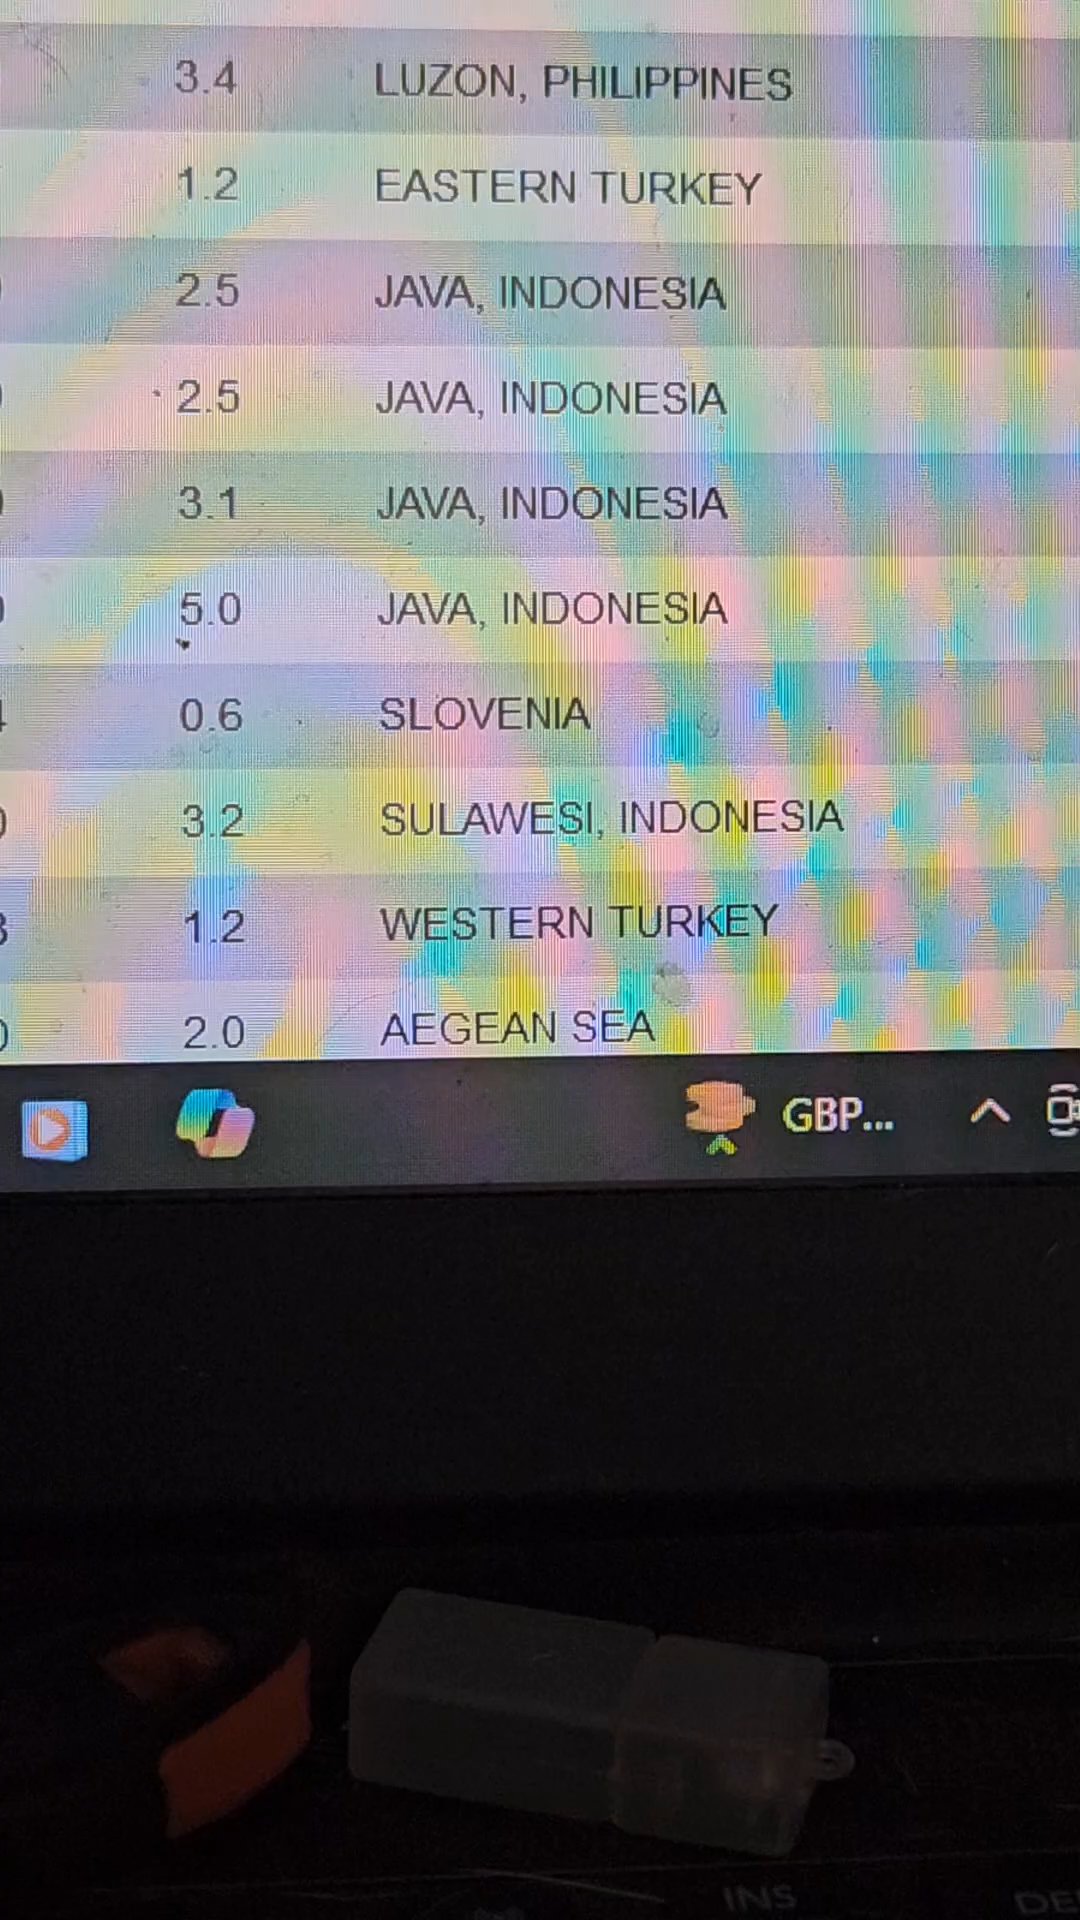 3.4 LUZON, PHILIPPINES
1.2 EASTERN TURKEY
2.5 JAVA, INDONESIA
2.5 JAVA, INDONESIA
3.1 JAVA, INDONESIA
5.0 JAVA, INDONESIA
0.6 SLOVENIA
3.2 SULAWESI, INDONESIA
1.2 WESTERN TURKEY
2.0 AEGEAN SEA
GBP...
INS